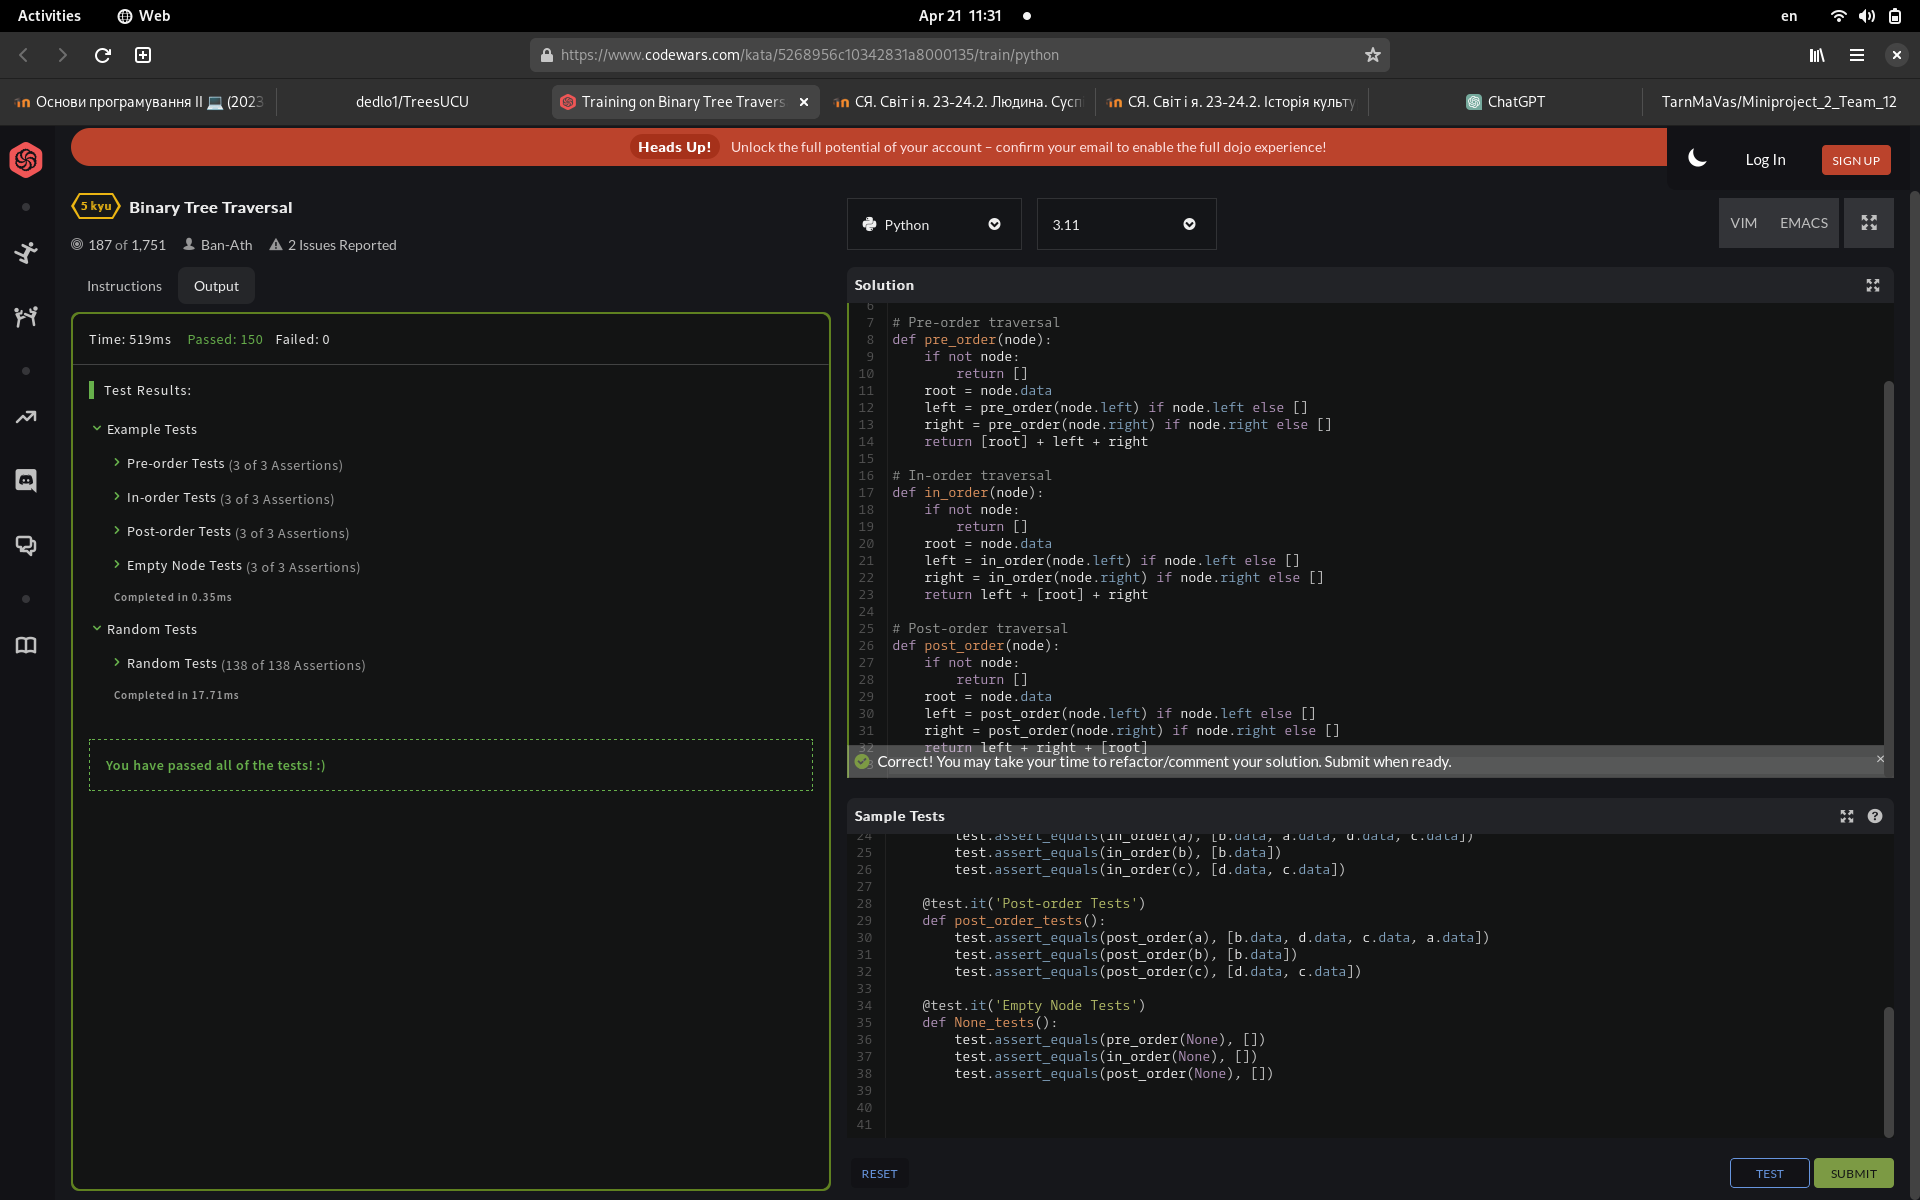 Activities Web Apr 21 11:31 en
https://www.codewars.com/kata/5268956c10342831a8000135/train/python
Основи програмування ІІ 💻 (2023 dedlo1/TreesUCU Training on Binary Tree Travers СЯ. Світ і я. 23-24.2. Людина. Сусп СЯ. Світ і я. 23-24.2. Історія культу ChatGPT TarnMaVas/Miniproject_2_Team_12
Heads Up! Unlock the full potential of your account – confirm your email to enable the full dojo experience!
Log In SIGN UP
5 kyu Binary Tree Traversal
187 of 1,751 Ban-Ath 2 Issues Reported
Instructions Output
Time: 519ms Passed: 150 Failed: 0
Test Results:
Example Tests
Pre-order Tests (3 of 3 Assertions)
In-order Tests (3 of 3 Assertions)
Post-order Tests (3 of 3 Assertions)
Empty Node Tests (3 of 3 Assertions)
Completed in 0.35ms
Random Tests
Random Tests (138 of 138 Assertions)
Completed in 17.71ms
You have passed all of the tests! :)
Python 3.11 VIM EMACS
Solution
6
7 # Pre-order traversal
8 def pre_order(node):
9     if not node:
10         return []
11     root = node.data
12     left = pre_order(node.left) if node.left else []
13     right = pre_order(node.right) if node.right else []
14     return [root] + left + right
15
16 # In-order traversal
17 def in_order(node):
18     if not node:
19         return []
20     root = node.data
21     left = in_order(node.left) if node.left else []
22     right = in_order(node.right) if node.right else []
23     return left + [root] + right
24
25 # Post-order traversal
26 def post_order(node):
27     if not node:
28         return []
29     root = node.data
30     left = post_order(node.left) if node.left else []
31     right = post_order(node.right) if node.right else []
32     return left + right + [root]
Correct! You may take your time to refactor/comment your solution. Submit when ready.
Sample Tests
24         test.assert_equals(in_order(a), [b.data, a.data, d.data, c.data])
25         test.assert_equals(in_order(b), [b.data])
26         test.assert_equals(in_order(c), [d.data, c.data])
27
28     @test.it('Post-order Tests')
29     def post_order_tests():
30         test.assert_equals(post_order(a), [b.data, d.data, c.data, a.data])
31         test.assert_equals(post_order(b), [b.data])
32         test.assert_equals(post_order(c), [d.data, c.data])
33
34     @test.it('Empty Node Tests')
35     def None_tests():
36         test.assert_equals(pre_order(None), [])
37         test.assert_equals(in_order(None), [])
38         test.assert_equals(post_order(None), [])
39
40
41
RESET TEST SUBMIT